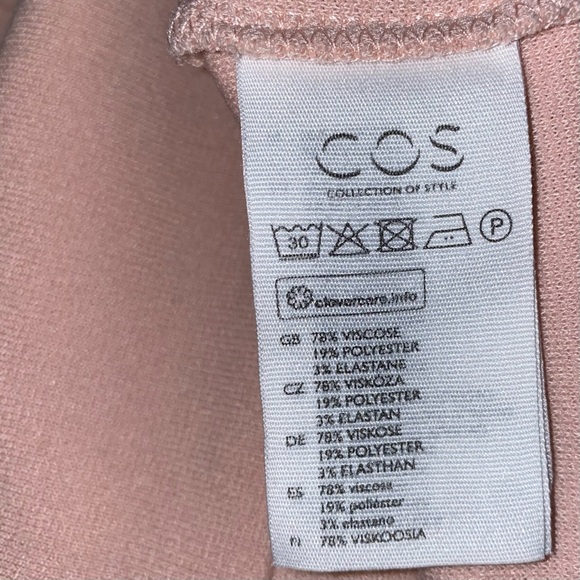 COS
COLLECTION OF STYLE
30 P
clevercare.info
GB 78% VISCOSE
19% POLYESTER
3% ELASTANE
CZ 78% VISKÓZA
19% POLYESTER
3% ELASTAN
DE 78% VISKOSE
19% POLYESTER
3% ELASTHAN
ES 78% viscosa
19% poliéster
3% elastano
FI 78% VISKOOSIA